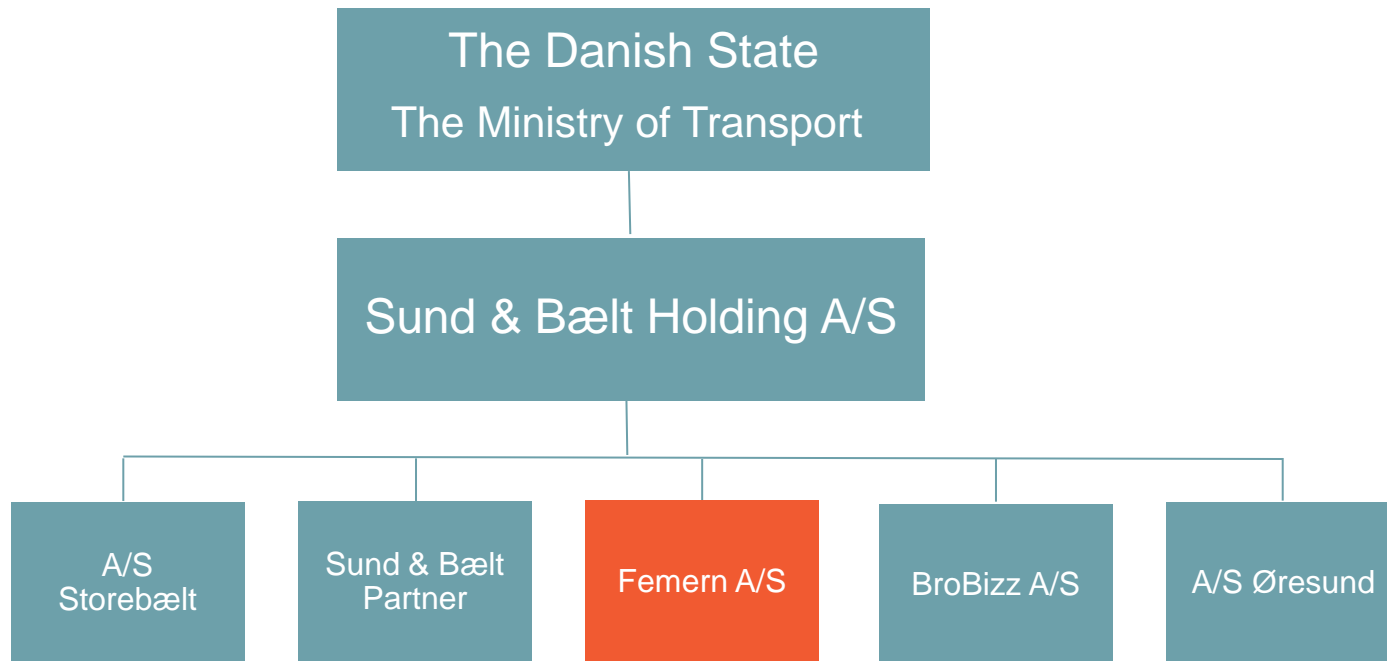 The Danish State
The Ministry of Transport
Sund & Bælt Holding A/S
A/S
Storebælt
Sund & Bælt
Partner
Femern A/S
BroBizz A/S
A/S Øresund